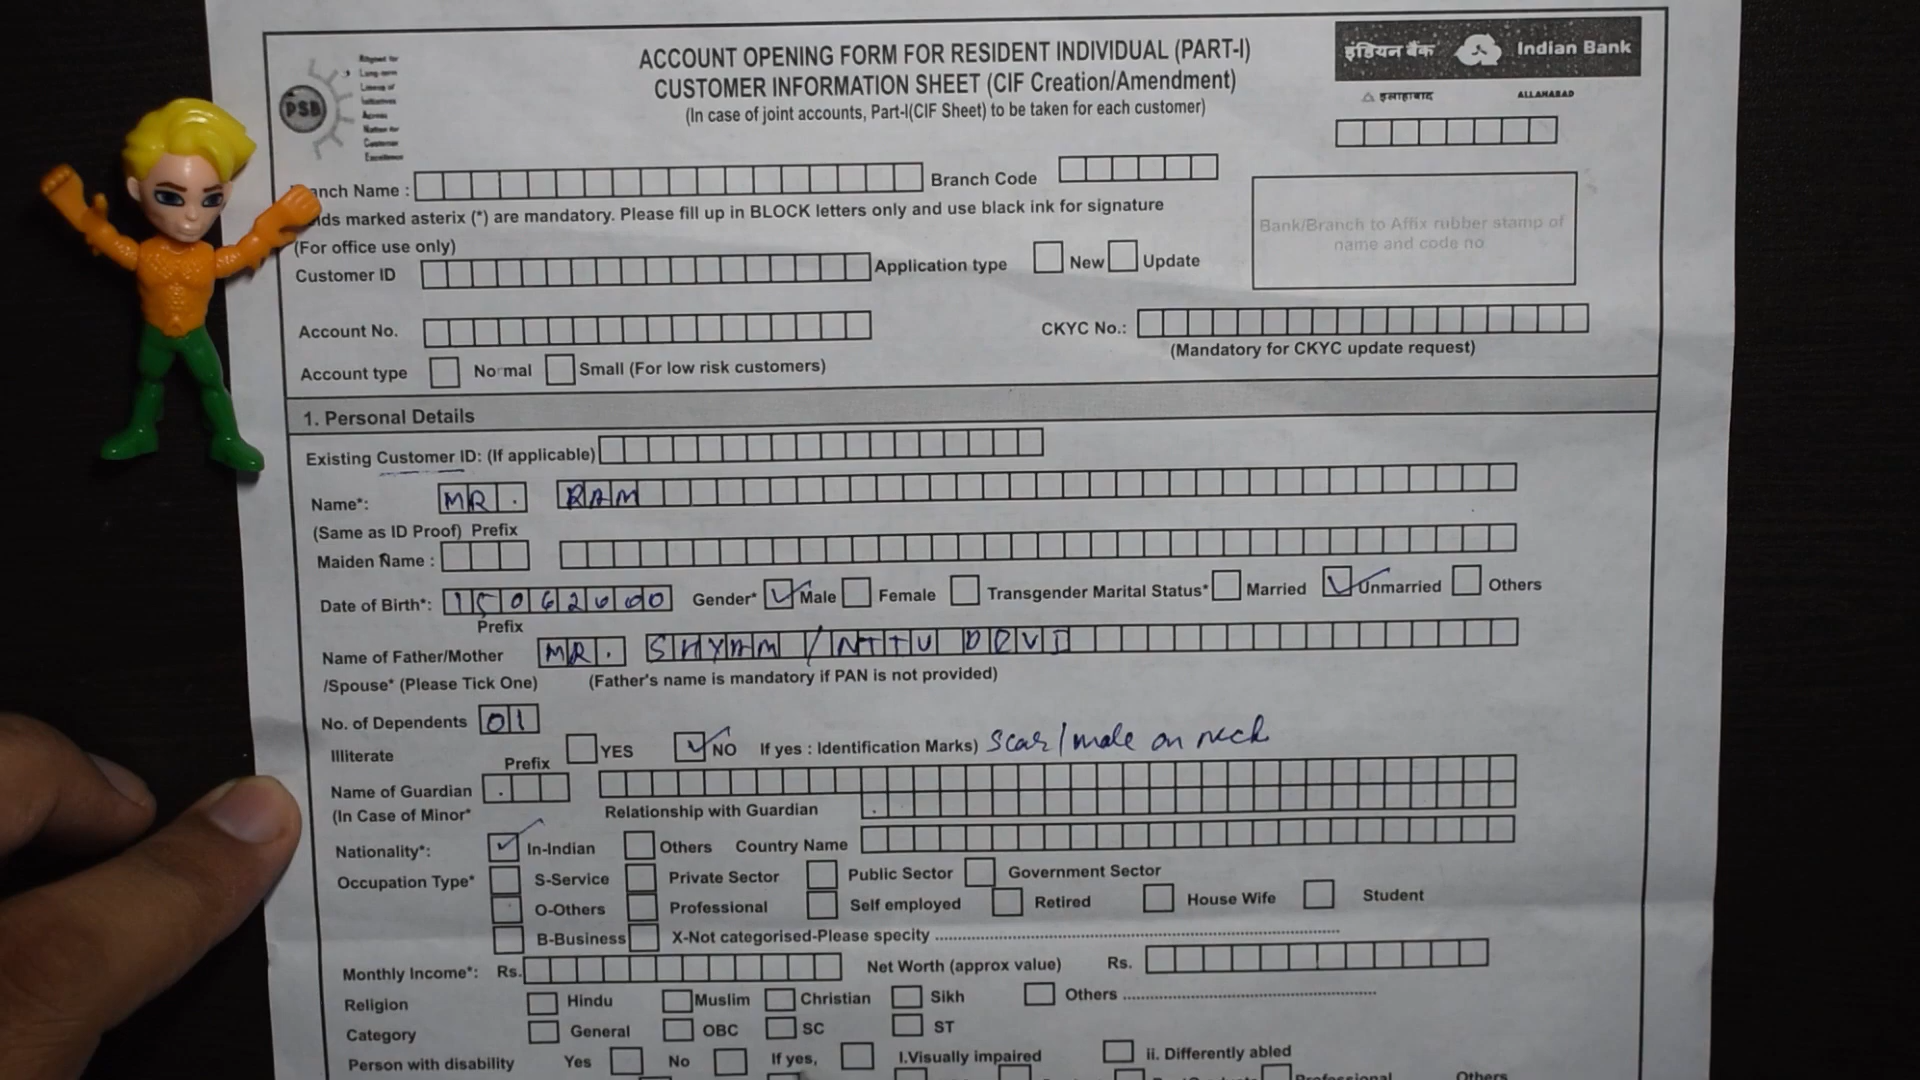 ACCOUNT OPENING FORM FOR RESIDENT INDIVIDUAL (PART-I)
इंडियन बैंक Indian Bank
CUSTOMER INFORMATION SHEET (CIF Creation/Amendment)
PSB
इलाहाबाद ALLAHABAD
(In case of joint accounts, Part-I(CIF Sheet) to be taken for each customer)
Name : Branch Code
marked asterix (*) are mandatory. Please fill up in BLOCK letters only and use black ink for signature
Bank/Branch to Affix rubber stamp of
name and code no
(For office use only)
Customer ID Application type New Update
Account No. CKYC No.:
(Mandatory for CKYC update request)
Account type Normal Small (For low risk customers)
1. Personal Details
Existing Customer ID: (If applicable)
Name*: MR. RAM
(Same as ID Proof) Prefix
Maiden Name :
Date of Birth*: 15062000 Gender* Male Female Transgender Marital Status* Married Unmarried Others
Prefix
Name of Father/Mother MR. SHYAM / NITU DEVI
/Spouse* (Please Tick One) (Father's name is mandatory if PAN is not provided)
No. of Dependents 01
Illiterate YES NO If yes : Identification Marks) Scar/male on neck
Prefix
Name of Guardian
(In Case of Minor* Relationship with Guardian
Nationality*: In-Indian Others Country Name
Occupation Type* S-Service Private Sector Public Sector Government Sector
O-Others Professional Self employed Retired House Wife Student
B-Business X-Not categorised-Please specify
Monthly Income*: Rs. Net Worth (approx value) Rs.
Religion Hindu Muslim Christian Sikh Others
Category General OBC SC ST
Person with disability Yes No If yes, I.Visually impaired ii. Differently abled
Professional Others